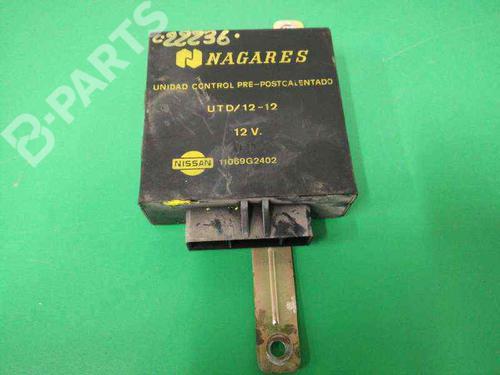 C-22236.
NAGARES
UNIDAD CONTROL PRE-POSTCALENTADO
UTD/12-12
12 V.
NISSAN 11069G2402
B-PARTS